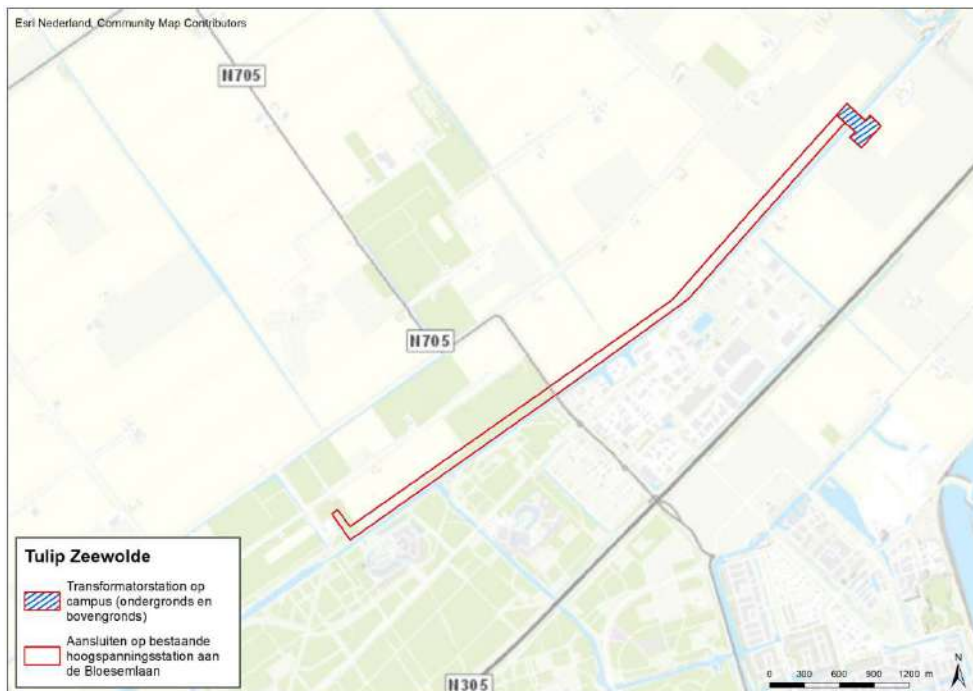 Esri Nederland, Community Map Contributors
N705
N705
Tulip Zeewolde
Transformatorstation op
campus (ondergronds en
bovengronds)
Aansluiten op bestaande
hoogspanningsstation aan
de Bloesemlaan
N305
0 300 600 900 1200 m
N